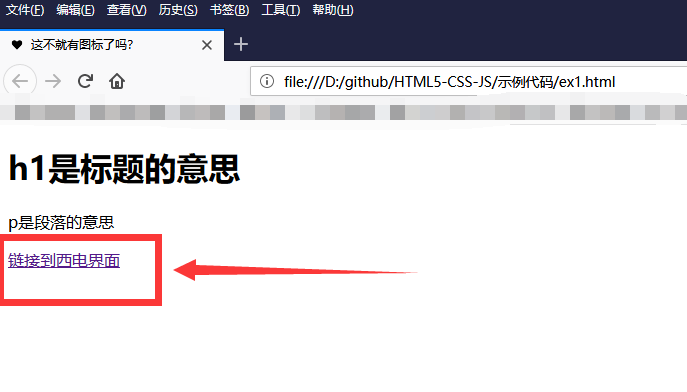 文件(F) 编辑(E) 查看(V) 历史(S) 书签(B) 工具(T) 帮助(H)
这不就有图标了吗?
file:///D:/github/HTML5-CSS-JS/示例代码/ex1.html
h1是标题的意思
p是段落的意思
链接到西电界面